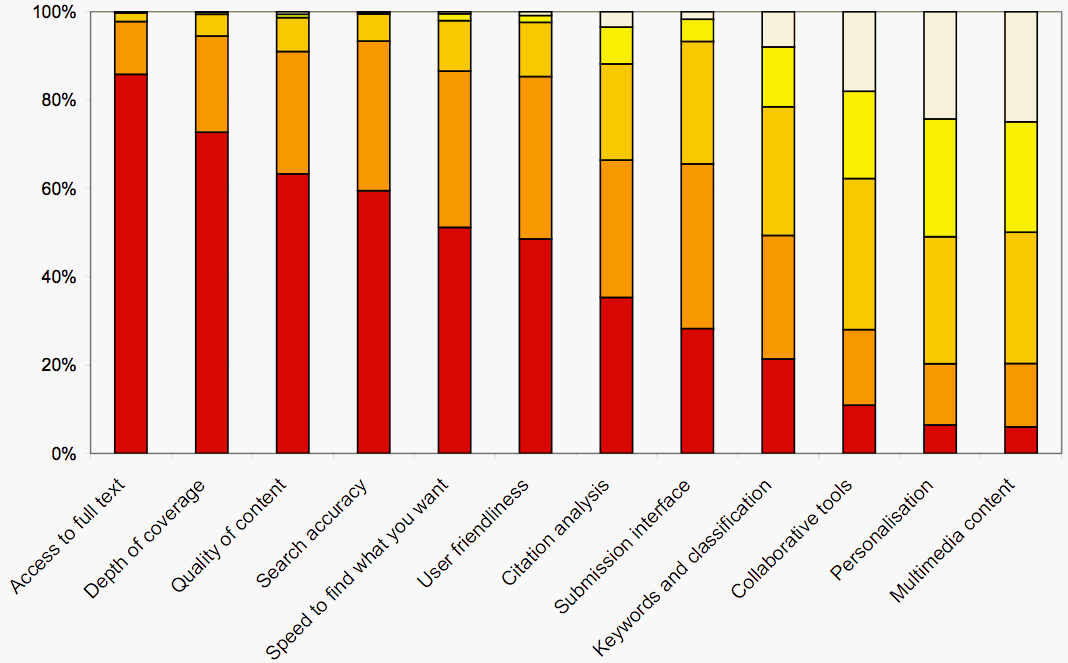 100%
80%
60%
40%
20%
0%
Access to full text
Depth of coverage
Quality of content
Search accuracy
Speed to find what you want
User friendliness
Citation analysis
Submission interface
Keywords and classification
Collaborative tools
Personalisation
Multimedia content